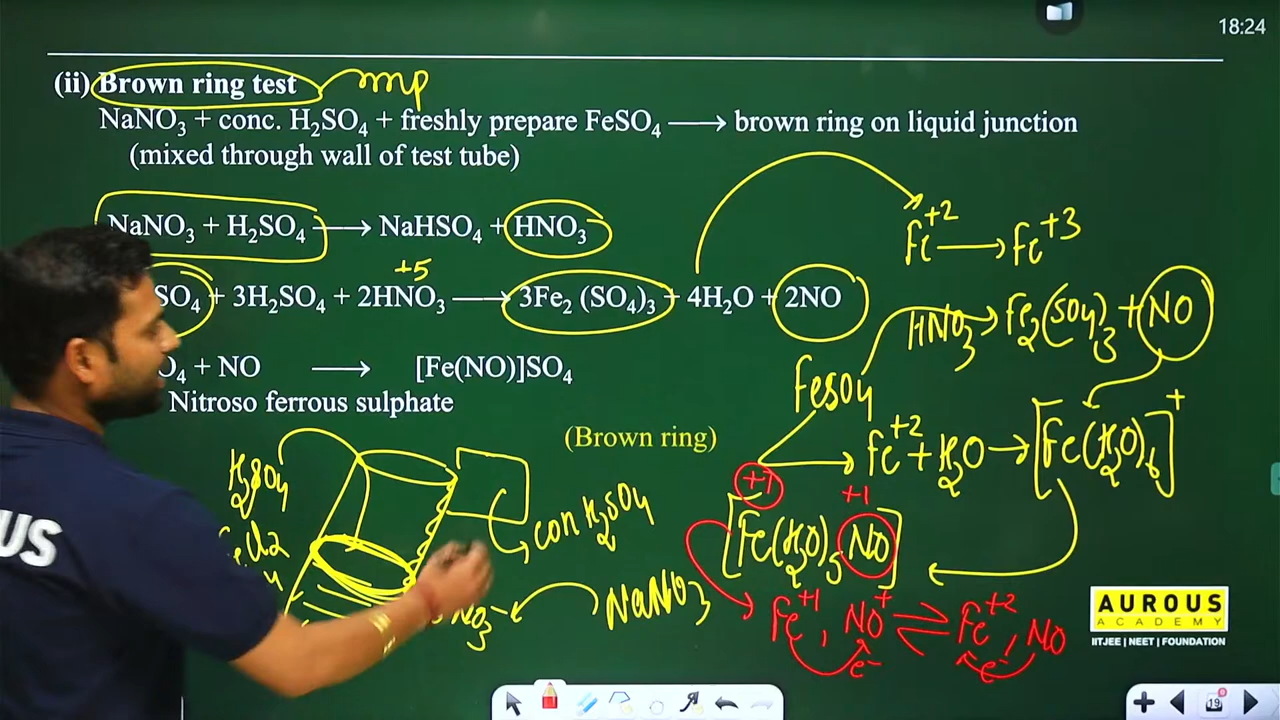 18:24
(ii) Brown ring test imp
NaNO₃ + conc. H₂SO₄ + freshly prepare FeSO₄ ⟶ brown ring on liquid junction
(mixed through wall of test tube)
NaNO₃ + H₂SO₄ ⟶ NaHSO₄ + HNO₃
Fe⁺² ⟶ Fe⁺³
+5
SO₄ + 3H₂SO₄ + 2HNO₃ ⟶ 3Fe₂ (SO₄)₃ + 4H₂O + 2NO
HNO₃ → Fe₂(SO₄)₃ + NO
O₄ + NO ⟶ [Fe(NO)]SO₄
FeSO₄
Nitroso ferrous sulphate
(Brown ring)
Fe⁺² + H₂O → [Fe(H₂O)₆]⁺
H₂SO₄
con H₂SO₄
+1 +1
[Fe(H₂O)₅NO]
NO₃⁻
NaNO₃
Fe⁺¹, NO⁺ ⇌ Fe⁺², NO
e⁻ e⁻
US
AUROUS
ACADEMY
IITJEE | NEET | FOUNDATION
19